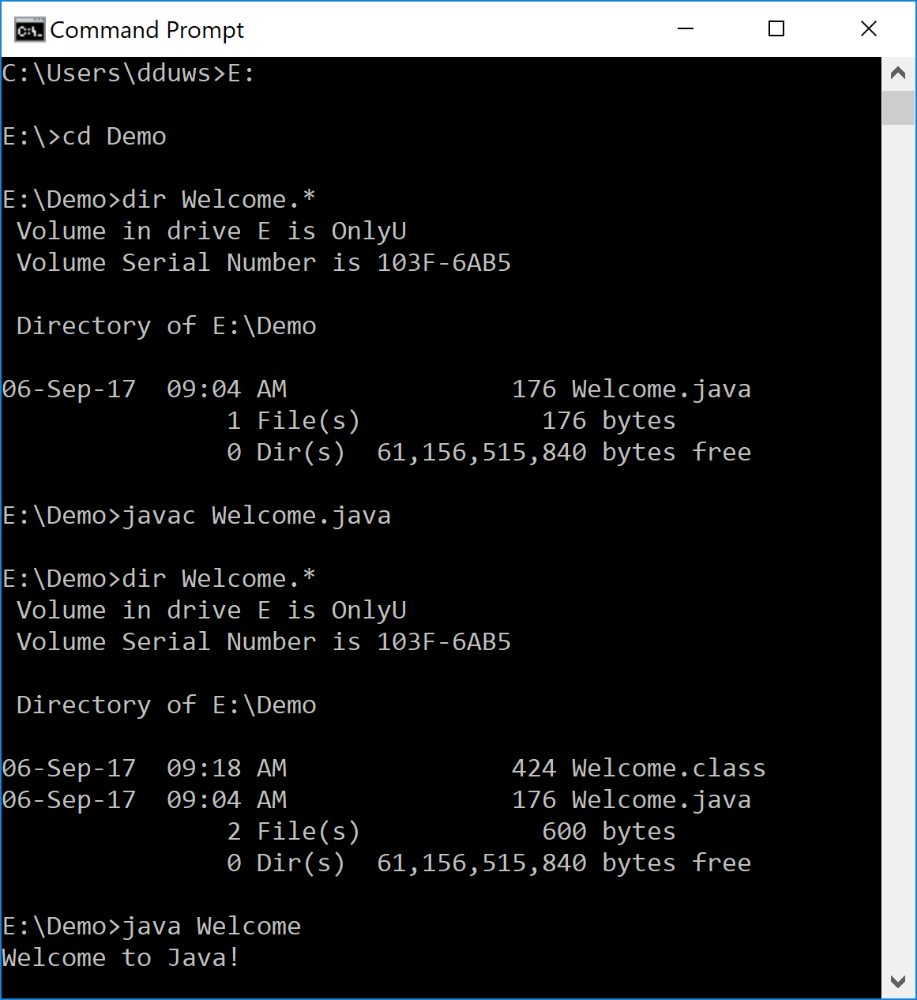 Command Prompt
C:\Users\dduws>E:
E:\>cd Demo
E:\Demo>dir Welcome.*
Volume in drive E is OnlyU
Volume Serial Number is 103F-6AB5
Directory of E:\Demo
06-Sep-17  09:04 AM               176 Welcome.java
1 File(s)            176 bytes
0 Dir(s)  61,156,515,840 bytes free
E:\Demo>javac Welcome.java
E:\Demo>dir Welcome.*
Volume in drive E is OnlyU
Volume Serial Number is 103F-6AB5
Directory of E:\Demo
06-Sep-17  09:18 AM               424 Welcome.class
06-Sep-17  09:04 AM               176 Welcome.java
2 File(s)            600 bytes
0 Dir(s)  61,156,515,840 bytes free
E:\Demo>java Welcome
Welcome to Java!